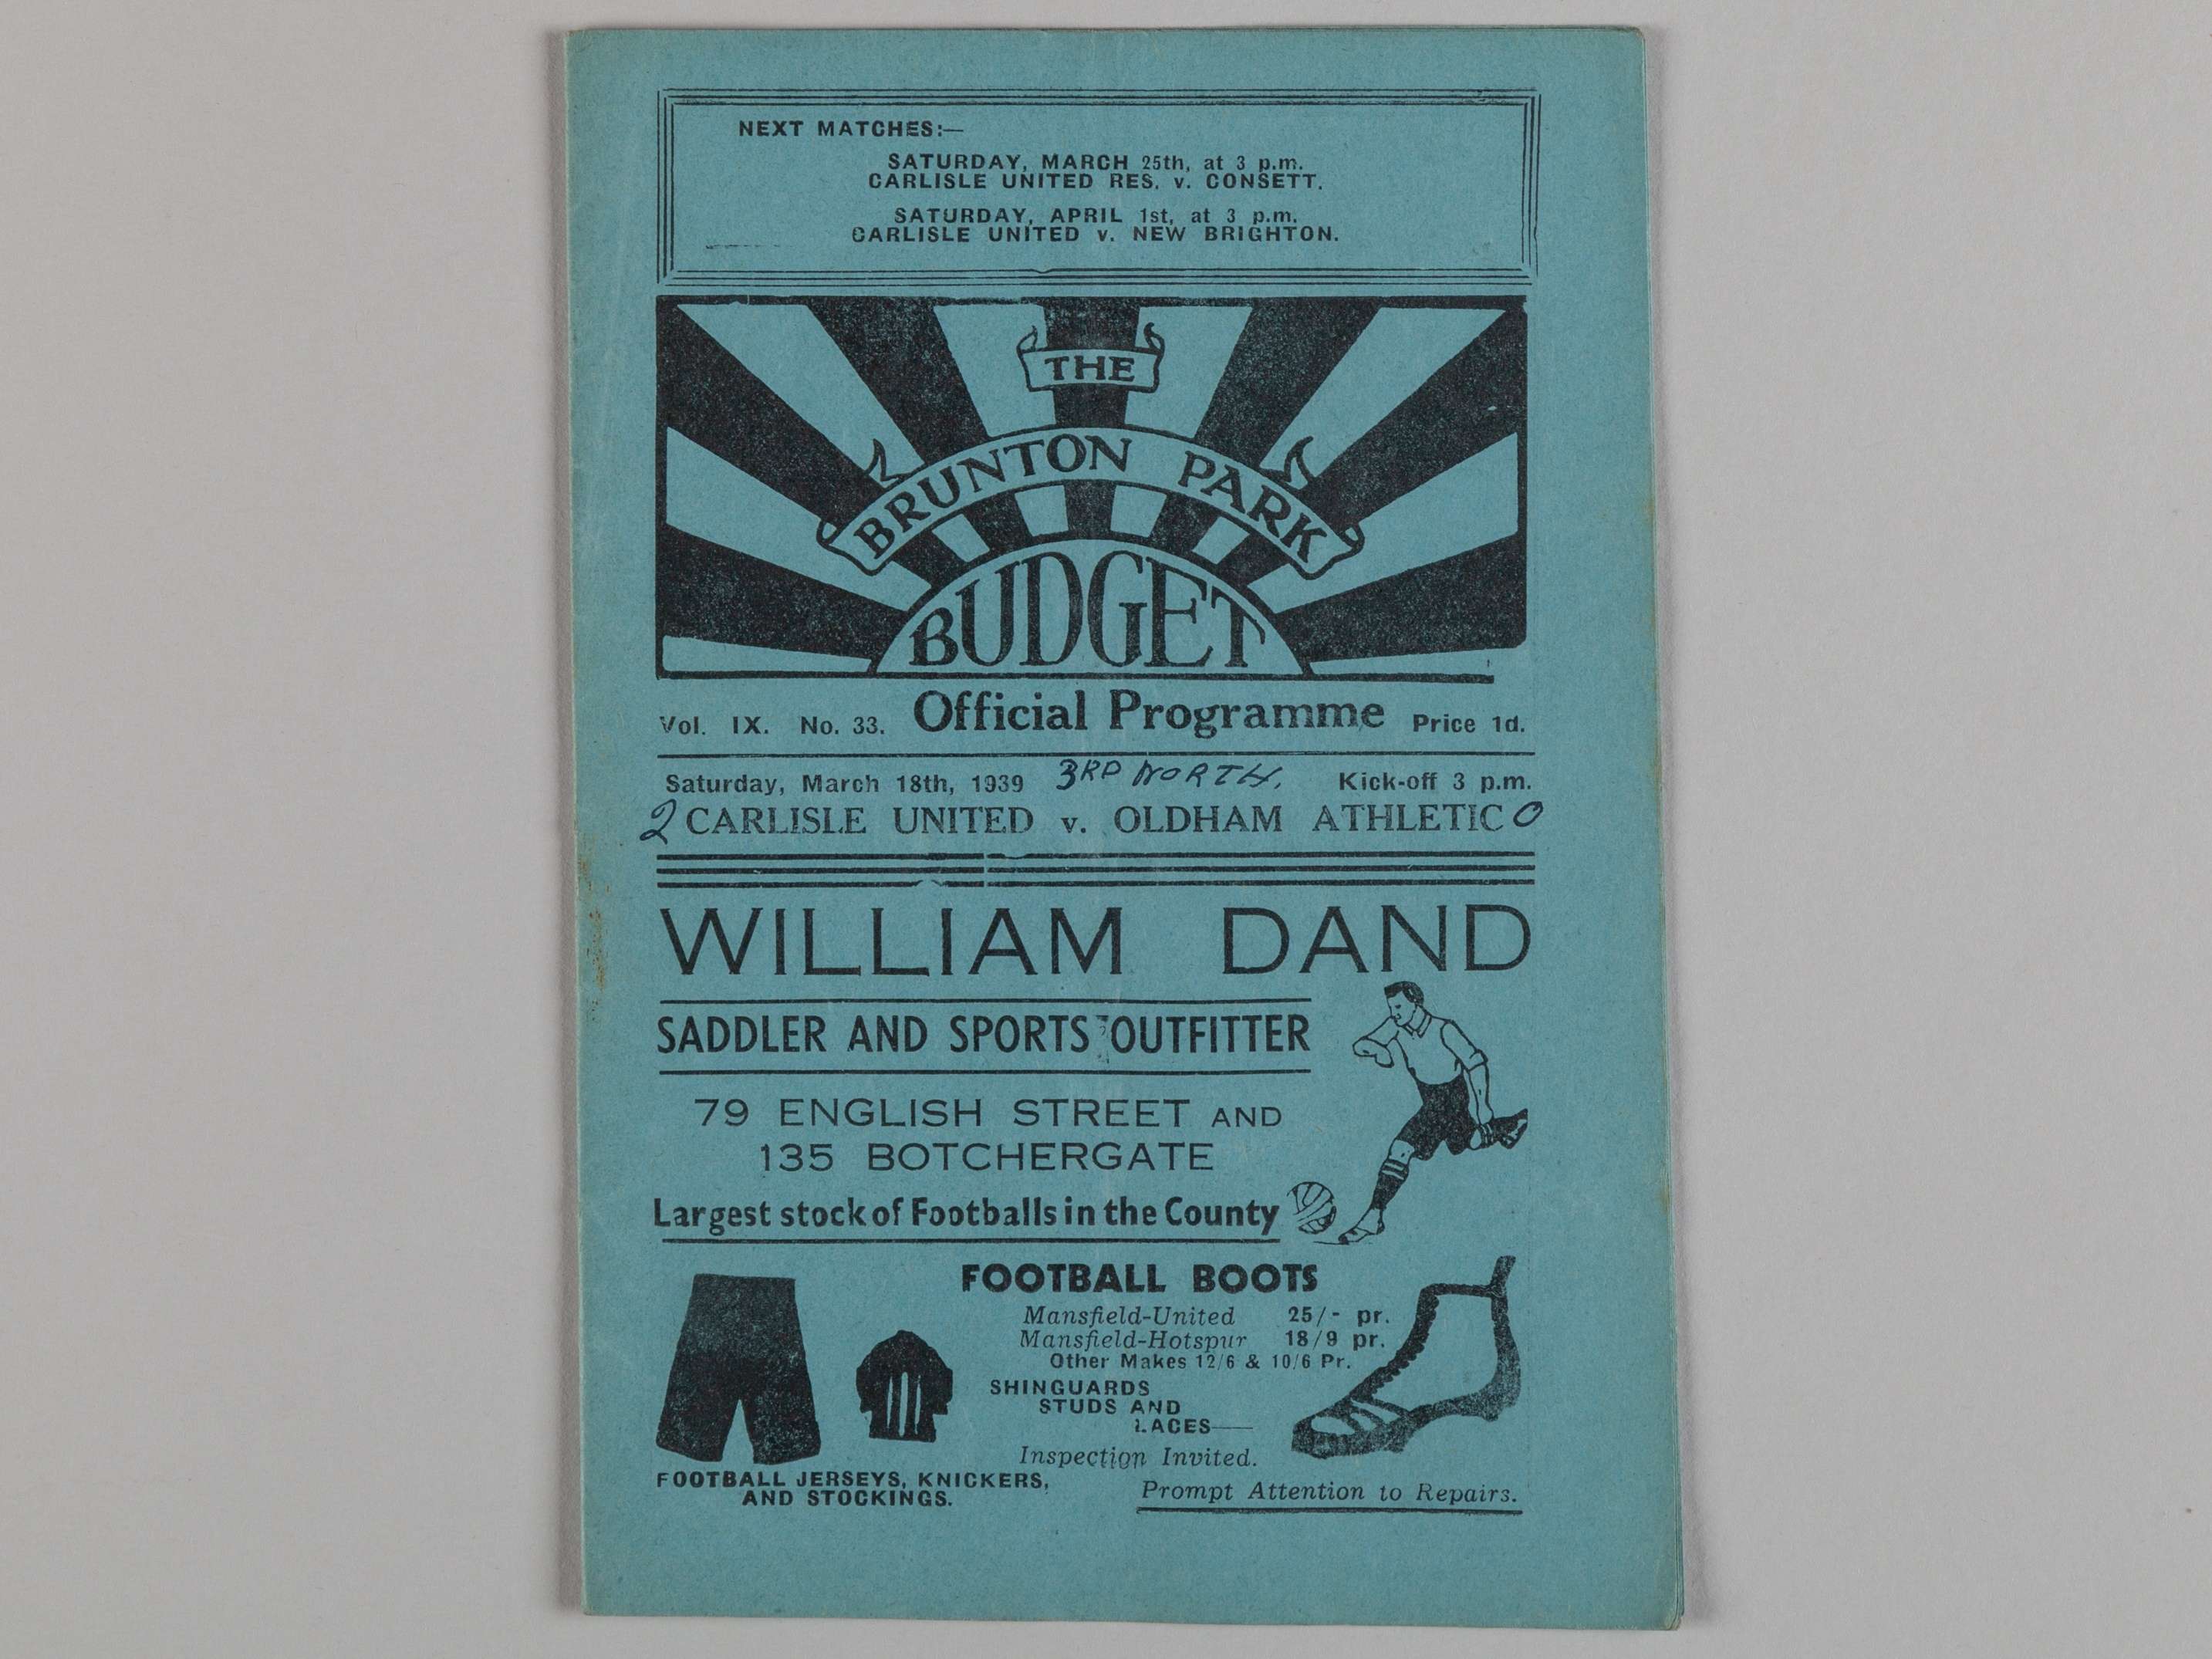 NEXT MATCHES:—
SATURDAY, MARCH 25th, at 3 p.m.
CARLISLE UNITED RES. v. CONSETT.
SATURDAY, APRIL 1st, at 3 p.m.
CARLISLE UNITED v. NEW BRIGHTON.
THE
BRUNTON PARK
BUDGET
Vol. IX. No. 33. Official Programme Price 1d.
Saturday, March 18th, 1939 3RD NORTH. Kick-off 3 p.m.
2 CARLISLE UNITED v. OLDHAM ATHLETIC 0
WILLIAM DAND
SADDLER AND SPORTS OUTFITTER
79 ENGLISH STREET AND
135 BOTCHERGATE
Largest stock of Footballs in the County
FOOTBALL BOOTS
Mansfield-United 25/- pr.
Mansfield-Hotspur 18/9 pr.
Other Makes 12/6 & 10/6 Pr.
SHINGUARDS
STUDS AND
LACES—
Inspection Invited.
FOOTBALL JERSEYS, KNICKERS,
AND STOCKINGS.
Prompt Attention to Repairs.